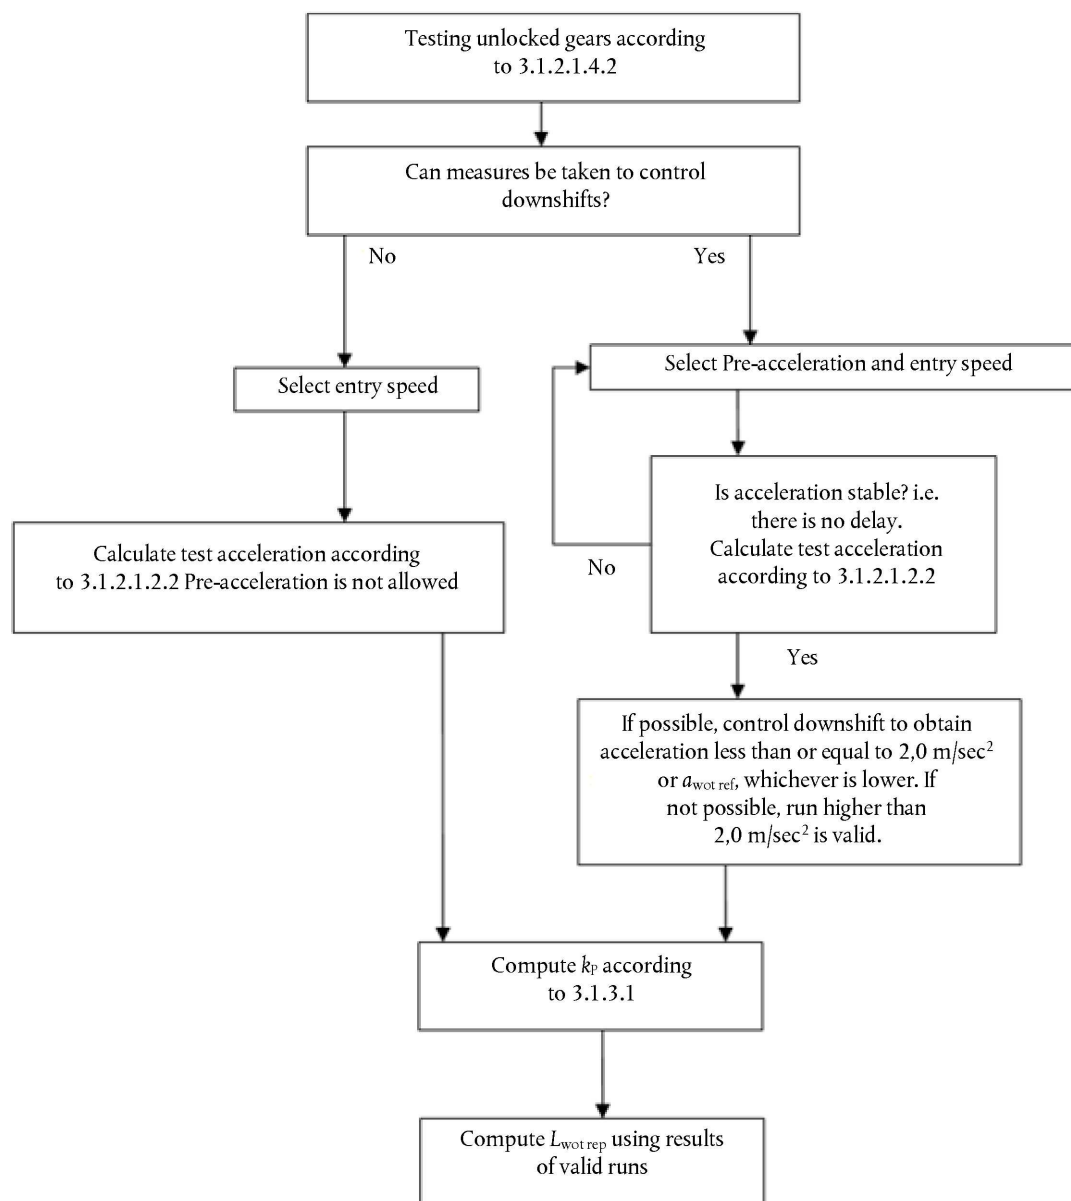 Testing unlocked gears according
to 3.1.2.1.4.2
Can measures be taken to control
downshifts?
No
Yes
Select entry speed
Select Pre-acceleration and entry speed
Calculate test acceleration according
to 3.1.2.1.2.2 Pre-acceleration is not allowed
Is acceleration stable? i.e.
there is no delay.
Calculate test acceleration
according to 3.1.2.1.2.2
No
Yes
If possible, control downshift to obtain
acceleration less than or equal to 2,0 m/sec²
or a wot ref, whichever is lower. If
not possible, run higher than
2,0 m/sec² is valid.
Compute kP according
to 3.1.3.1
Compute L wot rep using results
of valid runs